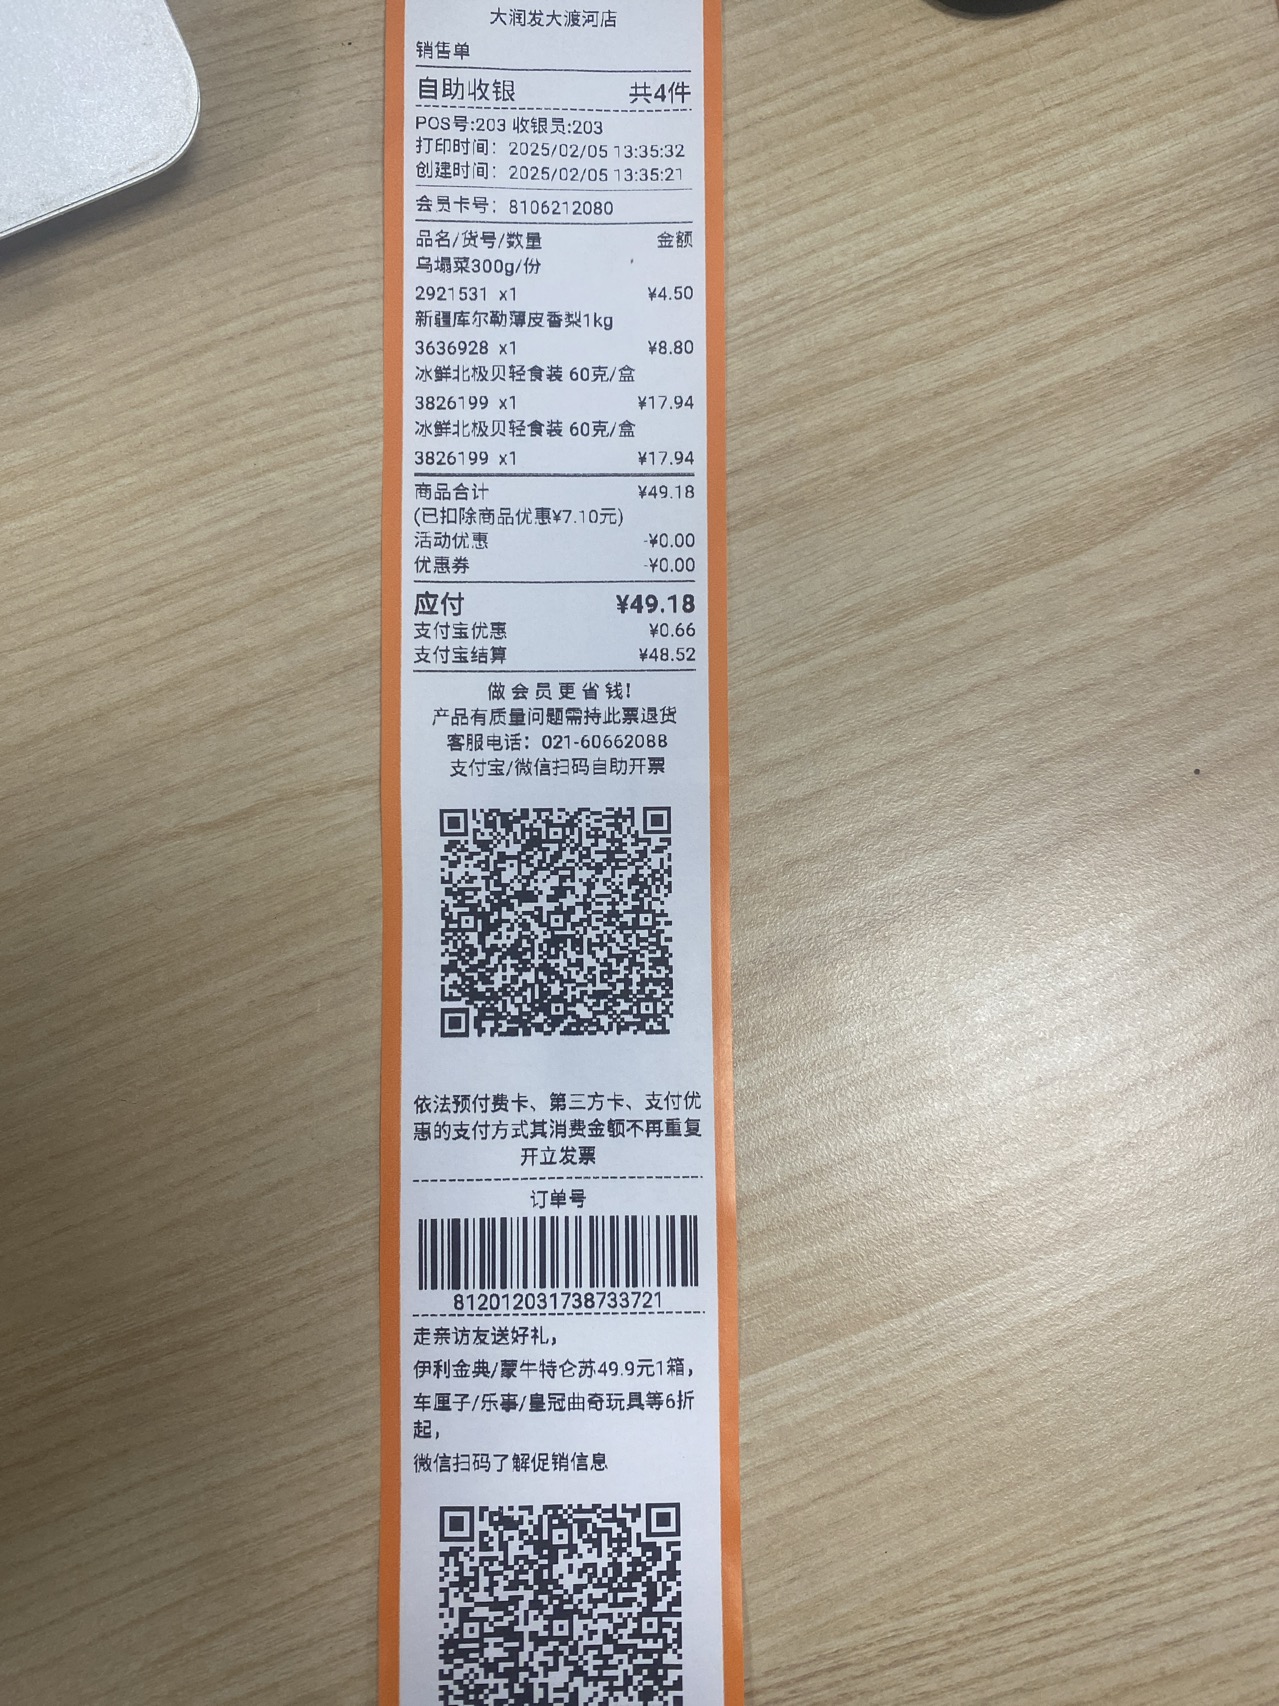 大润发大渡河店
销售单
自助收银 共4件
POS号:203 收银员:203
打印时间： 2025/02/05 13:35:32
创建时间： 2025/02/05 13:35:21
会员卡号： 8106212080
品名/货号/数量 金额
乌塌菜300g/份
2921531 x1 ¥4.50
新疆库尔勒薄皮香梨1kg
3636928 x1 ¥8.80
冰鲜北极贝轻食装 60克/盒
3826199 x1 ¥17.94
冰鲜北极贝轻食装 60克/盒
3826199 x1 ¥17.94
商品合计 ¥49.18
(已扣除商品优惠¥7.10元)
活动优惠 -¥0.00
优惠券 -¥0.00
应付 ¥49.18
支付宝优惠 ¥0.66
支付宝结算 ¥48.52
做会员更省钱!
产品有质量问题需持此票退货
客服电话： 021-60662088
支付宝/微信扫码自助开票
依法预付费卡、第三方卡、支付优
惠的支付方式其消费金额不再重复
开立发票
订单号
812012031738733721
走亲访友送好礼，
伊利金典/蒙牛特仑苏49.9元1箱，
车厘子/乐事/皇冠曲奇玩具等6折
起，
微信扫码了解促销信息